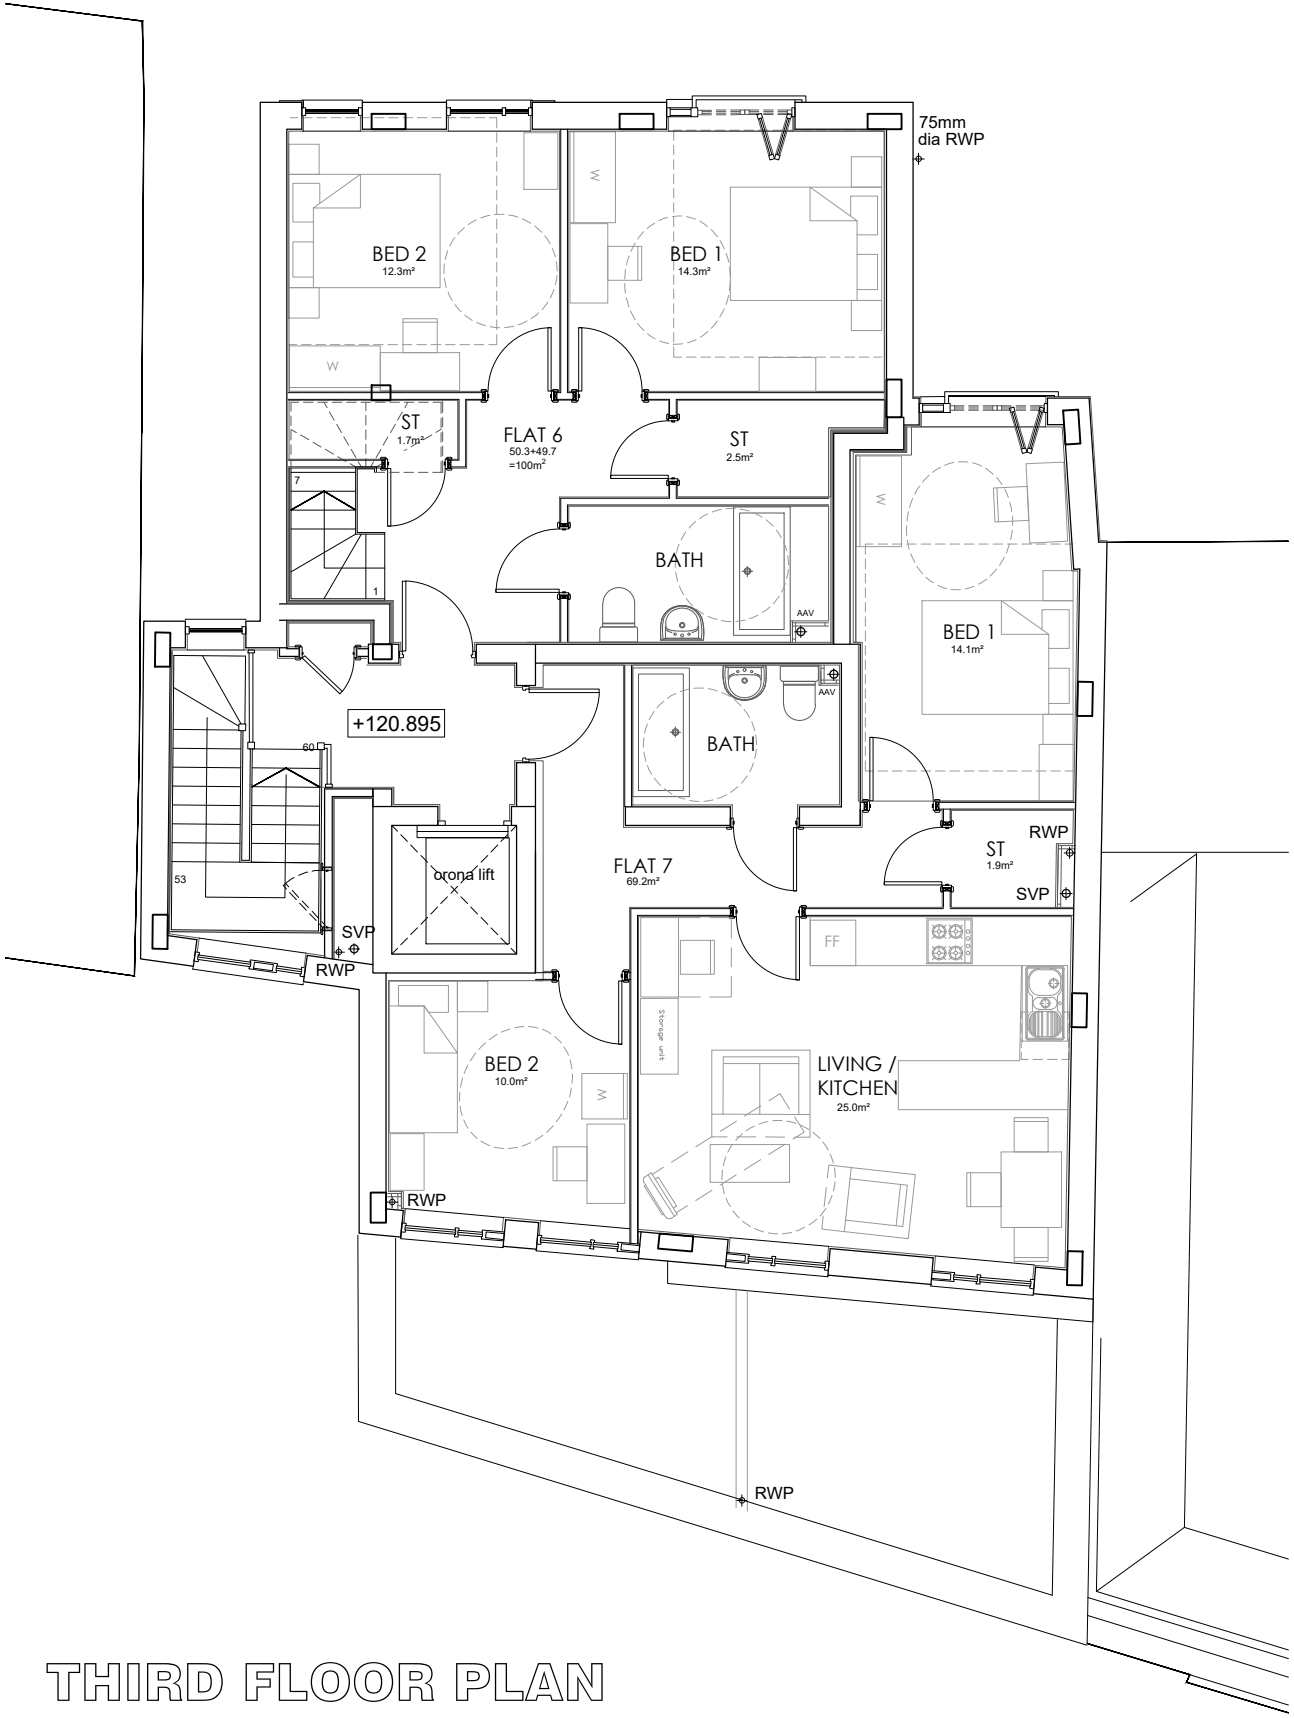 75mm
dia RWP
W
BED 2
12.3m²
BED 1
14.3m²
W
ST
1.7m²
FLAT 6
50.3+49.7
=100m²
ST
2.5m²
7
W
BATH
1
AAV
BED 1
14.1m²
AAV
+120.895
60
BATH
RWP
ST
1.9m²
SVP
53
orona lift
FLAT 7
69.2m²
SVP
RWP
FF
Storage unit
BED 2
10.0m²
W
LIVING /
KITCHEN
25.0m²
RWP
RWP
THIRD FLOOR PLAN